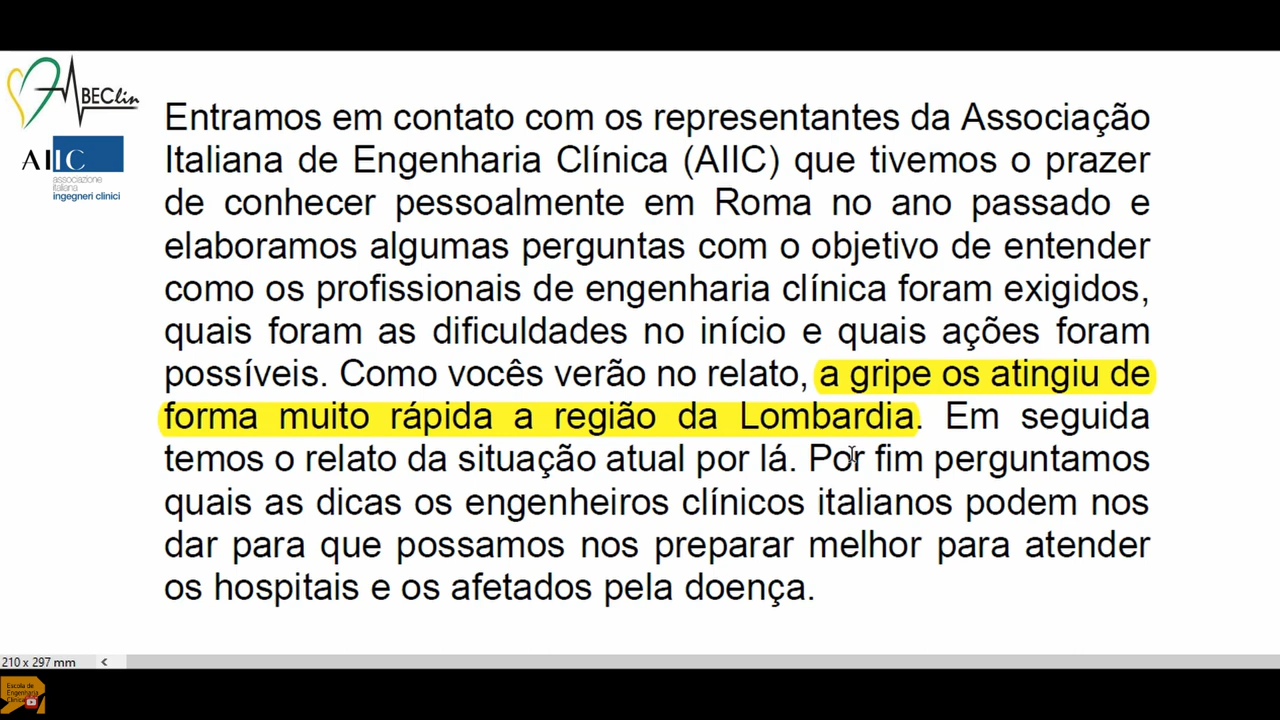 ABEClin
AIIC
associazione
italiana
ingegneri clinici
Entramos em contato com os representantes da Associação
Italiana de Engenharia Clínica (AIIC) que tivemos o prazer
de conhecer pessoalmente em Roma no ano passado e
elaboramos algumas perguntas com o objetivo de entender
como os profissionais de engenharia clínica foram exigidos,
quais foram as dificuldades no início e quais ações foram
possíveis. Como vocês verão no relato, a gripe os atingiu de
forma muito rápida a região da Lombardia. Em seguida
temos o relato da situação atual por lá. Por fim perguntamos
quais as dicas os engenheiros clínicos italianos podem nos
dar para que possamos nos preparar melhor para atender
os hospitais e os afetados pela doença.
210 x 297 mm
Escola de
Engenharia
Clínica